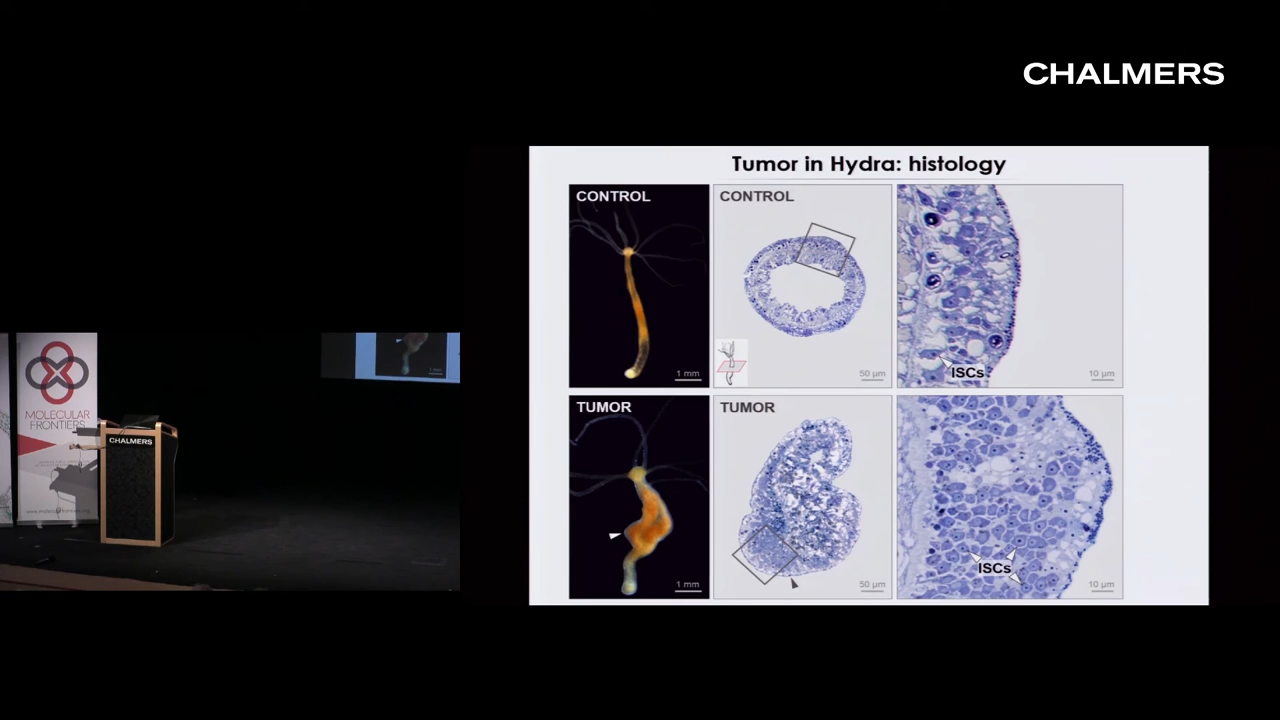 CHALMERS
Tumor in Hydra: histology
CONTROL
CONTROL
1 mm
50 µm
ISCs
10 µm
TUMOR
TUMOR
1 mm
50 µm
ISCs
10 µm
MOLECULAR
FRONTIERS
CHALMERS